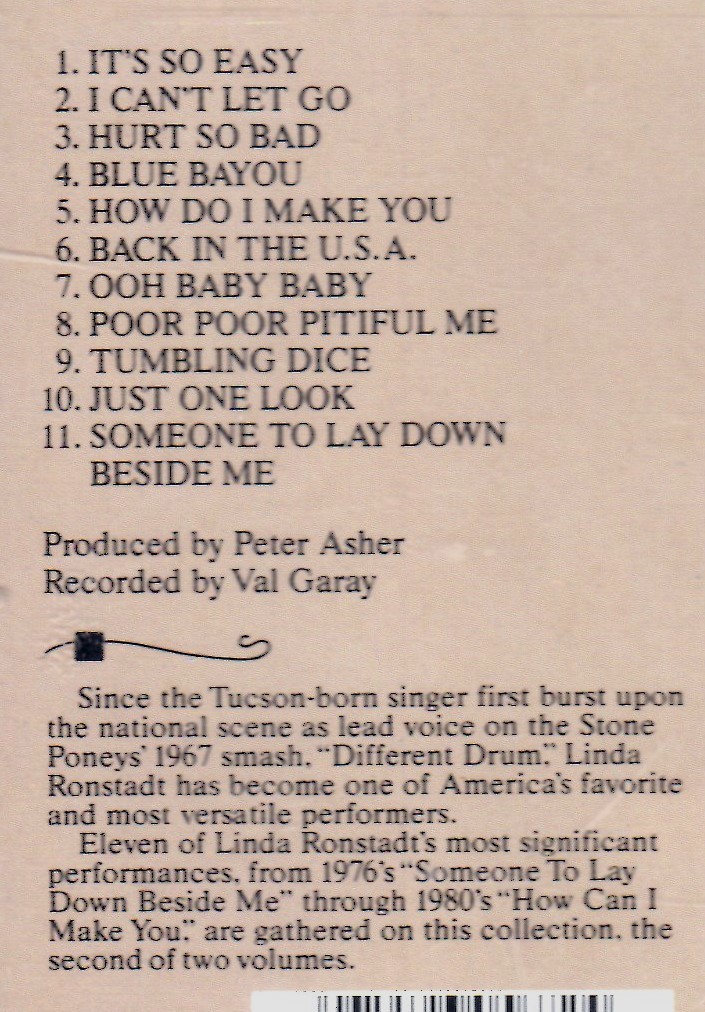 1. IT'S SO EASY
2. I CAN'T LET GO
3. HURT SO BAD
4. BLUE BAYOU
5. HOW DO I MAKE YOU
6. BACK IN THE U.S.A.
7. OOH BABY BABY
8. POOR POOR PITIFUL ME
9. TUMBLING DICE
10. JUST ONE LOOK
11. SOMEONE TO LAY DOWN
BESIDE ME
Produced by Peter Asher
Recorded by Val Garay
Since the Tucson-born singer first burst upon
the national scene as lead voice on the Stone
Poneys' 1967 smash, "Different Drum," Linda
Ronstadt has become one of America's favorite
and most versatile performers.
Eleven of Linda Ronstadt's most significant
performances, from 1976's "Someone To Lay
Down Beside Me" through 1980's "How Can I
Make You," are gathered on this collection, the
second of two volumes.